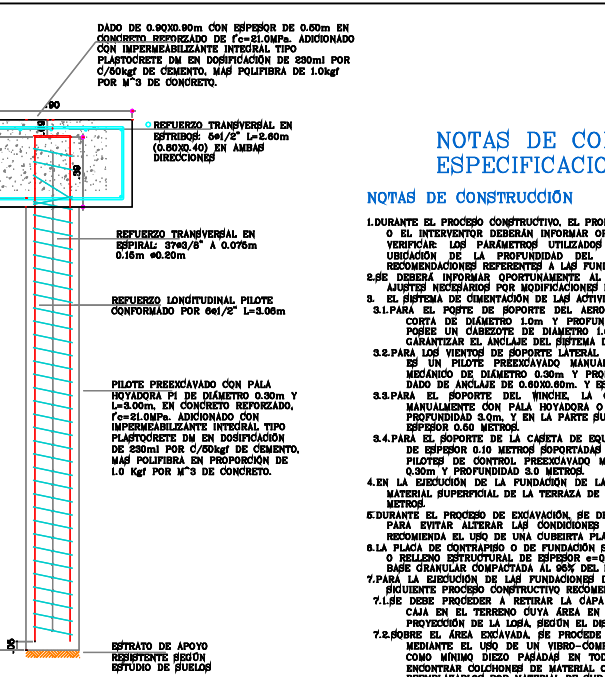 DADO DE 0.90X0.90m CON ESPESOR DE 0.50m EN
CONCRETO REFORZADO DE f'c=21.0MPa. ADICIONADO
CON IMPERMEABILIZANTE INTEGRAL TIPO
PLASTOCRETE DM EN DOSIFICACIÓN DE 230ml POR
C/50kgf DE CEMENTO, MAS POLIFIBRA DE 1.0kgf
POR M^3 DE CONCRETO.
.90
REFUERZO TRANSVERSAL EN
ESTRIBOS: 5ø1/2" L=2.60m
(0.80X0.40) EN AMBAS
DIRECCIONES
.39
REFUERZO TRANSVERSAL EN
ESPIRAL: 37ø3/8" A 0.075m
0.15m ø0.20m
REFUERZO LONGITUDINAL PILOTE
CONFORMADO POR 6ø1/2" L=3.05m
PILOTE PREEXCAVADO CON PALA
HOYADORA P1 DE DIÁMETRO 0.30m Y
L=3.00m, EN CONCRETO REFORZADO,
f'c=21.0MPa. ADICIONADO CON
IMPERMEABILIZANTE INTEGRAL TIPO
PLASTOCRETE DM EN DOSIFICACIÓN
DE 230ml POR C/50kgf DE CEMENTO,
MAS POLIFIBRA EN PROPORCIÓN DE
1.0 Kgf POR M^3 DE CONCRETO.
.05
ESTRATO DE APOYO
RESISTENTE SEGÚN
ESTUDIO DE SUELOS
NOTAS DE CO
ESPECIFICACIO
NOTAS DE CONSTRUCCIÓN
1.DURANTE EL PROCESO CONSTRUCTIVO, EL PRO
O EL INTERVENTOR DEBERÁN INFORMAR OP
VERIFICAR: LOS PARÁMETROS UTILIZADOS
UBICACIÓN DE LA PROFUNDIDAD DEL
RECOMENDACIONES REFERENTES A LAS FUN
2.SE DEBERÁ INFORMAR OPORTUNAMENTE AL
AJUSTES NECESARIOS POR MODIFICACIONES
3. EL SISTEMA DE CIMENTACIÓN DE LAS ACTIV
3.1.PARA EL POSTE DE SOPORTE DEL AERO
CORTA DE DIÁMETRO 1.0m Y PROFUN
POSEE UN CABEZOTE DE DIAMETRO 1.
GARANTIZAR EL ANCLAJE DEL SISTEMA D
3.2.PARA LOS VIENTOS DE SOPORTE LATERAL
ES UN PILOTE PREEXCAVADO MANUAL
MECÁNICO DE DIÁMETRO 0.30m Y PRO
DADO DE ANCLAJE DE 0.60X0.60m. Y ES
3.3.PARA EL SOPORTE DEL WINCHE, LA
MANUALMENTE CON PALA HOYADORA O
PROFUNDIDAD 3.0m, Y EN LA PARTE SU
ESPESOR 0.50 METROS.
3.4.PARA EL SOPORTE DE LA CASETA DE EQU
DE ESPESOR 0.10 METROS SOPORTADAS
PILOTES DE CONTROL PREEXCAVADO M
0.30m Y PROFUNDIDAD 3.0 METROS.
4.EN LA EJECUCIÓN DE LA FUNDACIÓN DE LA
MATERIAL SUPERFICIAL DE LA TERRAZA DE
METROS.
5.DURANTE EL PROCESO DE EXCAVACIÓN, SE DE
PARA EVITAR ALTERAR LAS CONDICIONES
RECOMIENDA EL USO DE UNA CUBEIRTA PLA
6.LA PLACA DE CONTRAPISO O DE FUNDACIÓN S
O RELLENO ESTRUCTURAL DE ESPESOR e=0
BASE GRANULAR COMPACTADA AL 95% DEL
7.PARA LA EJECUCIÓN DE LAS FUNDACIONES D
SIGUIENTE PROCESO CONSTRUCTIVO RECOME
7.1.SE DEBE PROCEDER A RETIRAR LA CAPA
CAJA EN EL TERRENO CUYA ÁREA EN
PROYECCIÓN DE LA LOSA, SEGÚN EL DIS
7.2.SOBRE EL ÁREA EXCAVADA, SE PROCEDE
MEDIANTE EL USO DE UN VIBRO-COMP
COMO MÍNIMO DIEZO PASADAS EN TOD
ENCONTRAR COLCHONES DE MATERIAL C